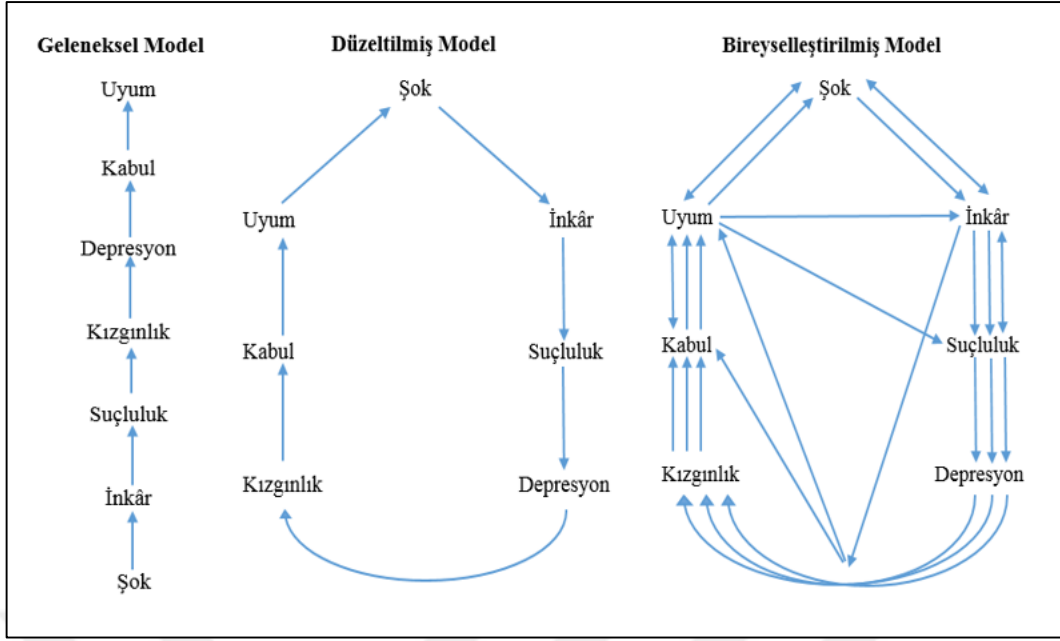 Geleneksel Model
Uyum
Kabul
Depresyon
Kızgınlık
Suçluluk
İnkâr
Şok
Düzeltilmiş Model
Şok
Uyum
İnkâr
Kabul
Suçluluk
Kızgınlık
Depresyon
Bireyselleştirilmiş Model
Şok
Uyum
İnkâr
Kabul
Suçluluk
Kızgınlık
Depresyon